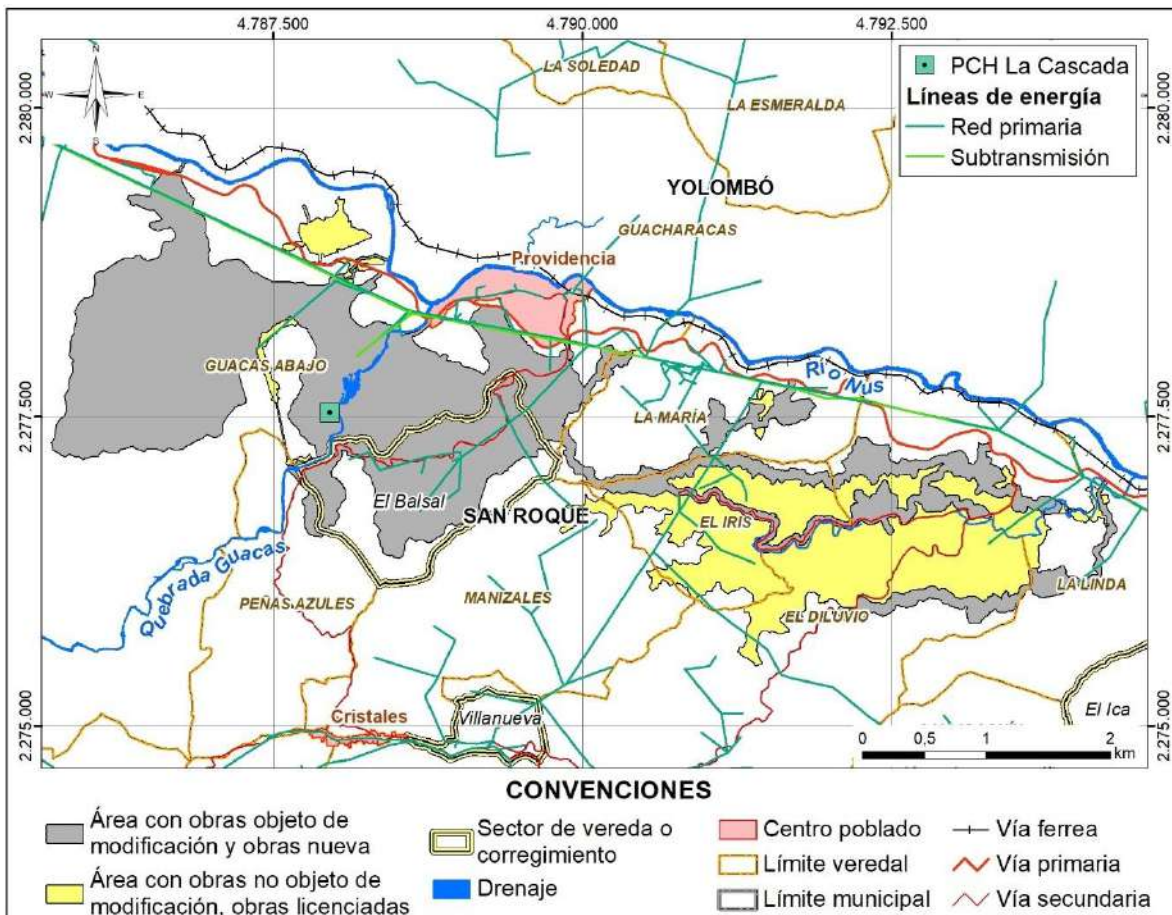 4.787.500
4.790.000
4.792.500
N
W
E
S
LA SOLEDAD
LA ESMERALDA
PCH La Cascada
Líneas de energía
Red primaria
Subtransmisión
2.280.000
2.280.000
YOLOMBÓ
GUACHARACAS
Providencia
GUACAS ABAJO
Río Nus
2.277.500
2.277.500
LA MARÍA
El Balsal
SAN ROQUE
EL IRIS
Quebrada Guacas
PEÑAS AZULES
MANIZALES
EL DILUVIO
LA LINDA
Cristales
Villanueva
El Ica
2.275.000
2.275.000
0
0,5
1
2
km
CONVENCIONES
Área con obras objeto de
modificación y obras nueva
Área con obras no objeto de
modificación, obras licenciadas
Sector de vereda o
corregimiento
Drenaje
Centro poblado
Límite veredal
Límite municipal
Vía ferrea
Vía primaria
Vía secundaria